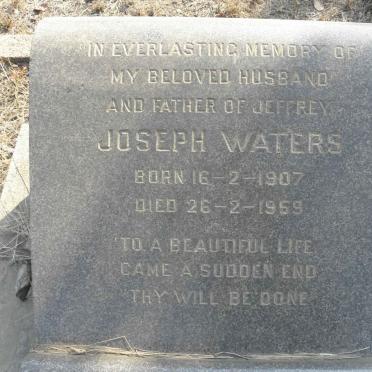 "IN EVERLASTING MEMORY OF
MY BELOVED HUSBAND
AND FATHER OF JEFFREY
JOSEPH WATERS
BORN 16-2-1907
DIED 26-2-1959
"TO A BEAUTIFUL LIFE
CAME A SUDDEN END
THY WILL BE DONE"